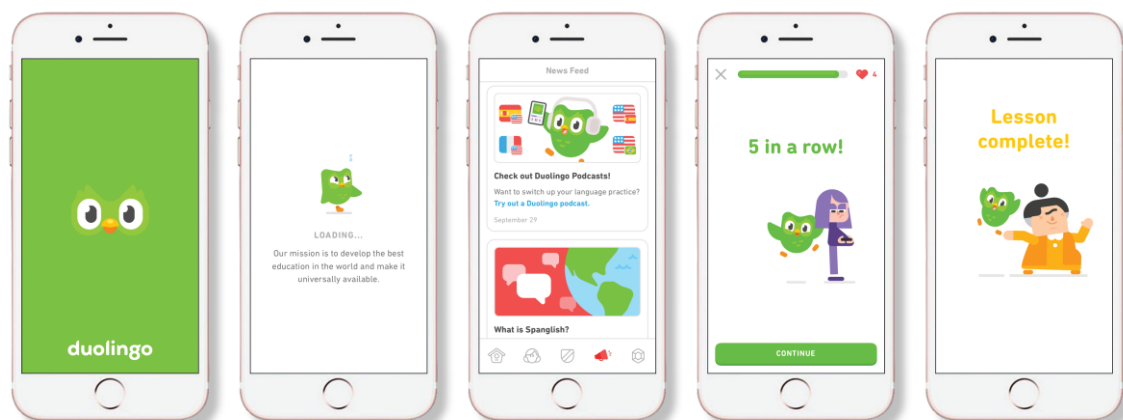 duolingo
LOADING...
Our mission is to develop the best
education in the world and make it
universally available.
News Feed
Check out Duolingo Podcasts!
Want to switch up your language practice?
Try out a Duolingo podcast.
September 29
What is Spanglish?
4
5 in a row!
CONTINUE
Lesson
complete!